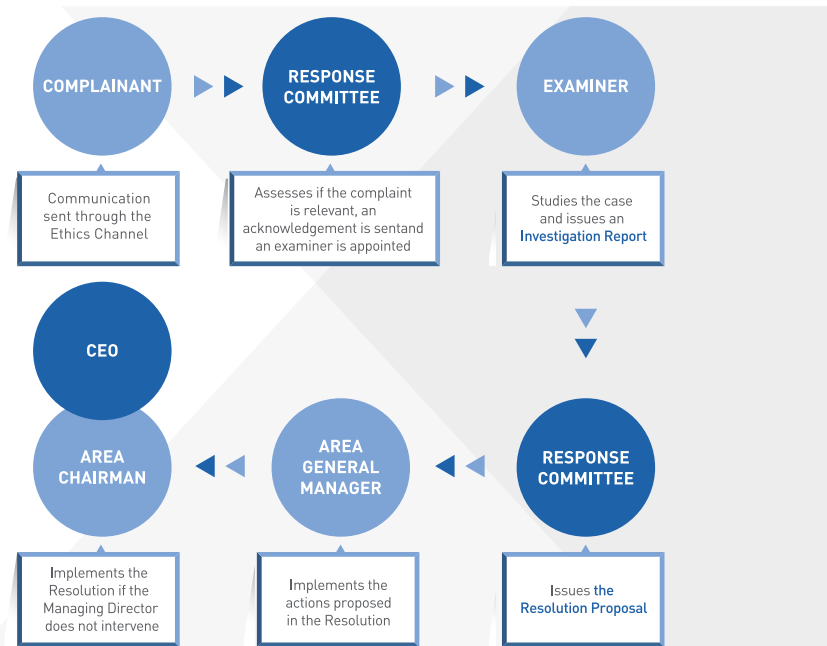 COMPLAINANT
RESPONSE
COMMITTEE
EXAMINER
Communication
sent through the
Ethics Channel
Assesses if the complaint
is relevant, an
acknowledgement is sentand
an examiner is appointed
Studies the case
and issues an
Investigation Report
CEO
AREA
CHAIRMAN
AREA
GENERAL
MANAGER
RESPONSE
COMMITTEE
Implements the
Resolution if the
Managing Director
does not intervene
Implements the
actions proposed
in the Resolution
Issues the
Resolution Proposal